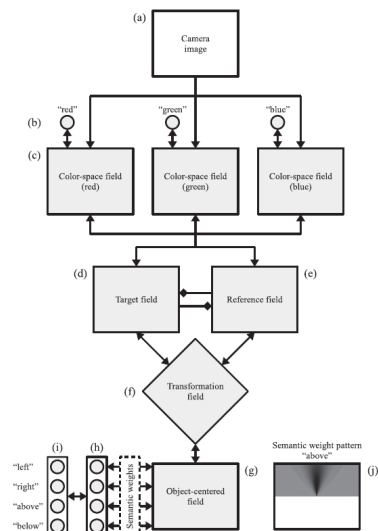 (a)
Camera
image
“red”
“green”
“blue”
(b)
(c)
Color-space field
(red)
Color-space field
(green)
Color-space field
(blue)
(d)
Target field
Reference field
(e)
Transformation
field
(f)
(i)
(h)
“left”
“right”
“above”
“below”
Semantic weights
Object-centered
field
(g)
Semantic weight pattern
“above”
(j)